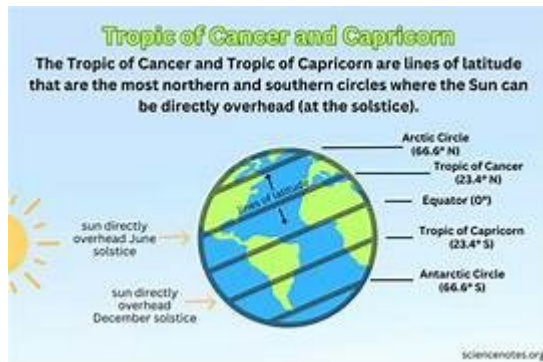 Tropic of Cancer and Capricorn
The Tropic of Cancer and Tropic of Capricorn are lines of latitude
that are the most northern and southern circles where the Sun can
be directly overhead (at the solstice).
Arctic Circle
(66.6° N)
Tropic of Cancer
(23.4° N)
lines of latitude
Equator (0°)
sun directly
overhead June
solstice
Tropic of Capricorn
(23.4° S)
Antarctic Circle
(66.6° S)
sun directly
overhead
December solstice
sciencenotes.org